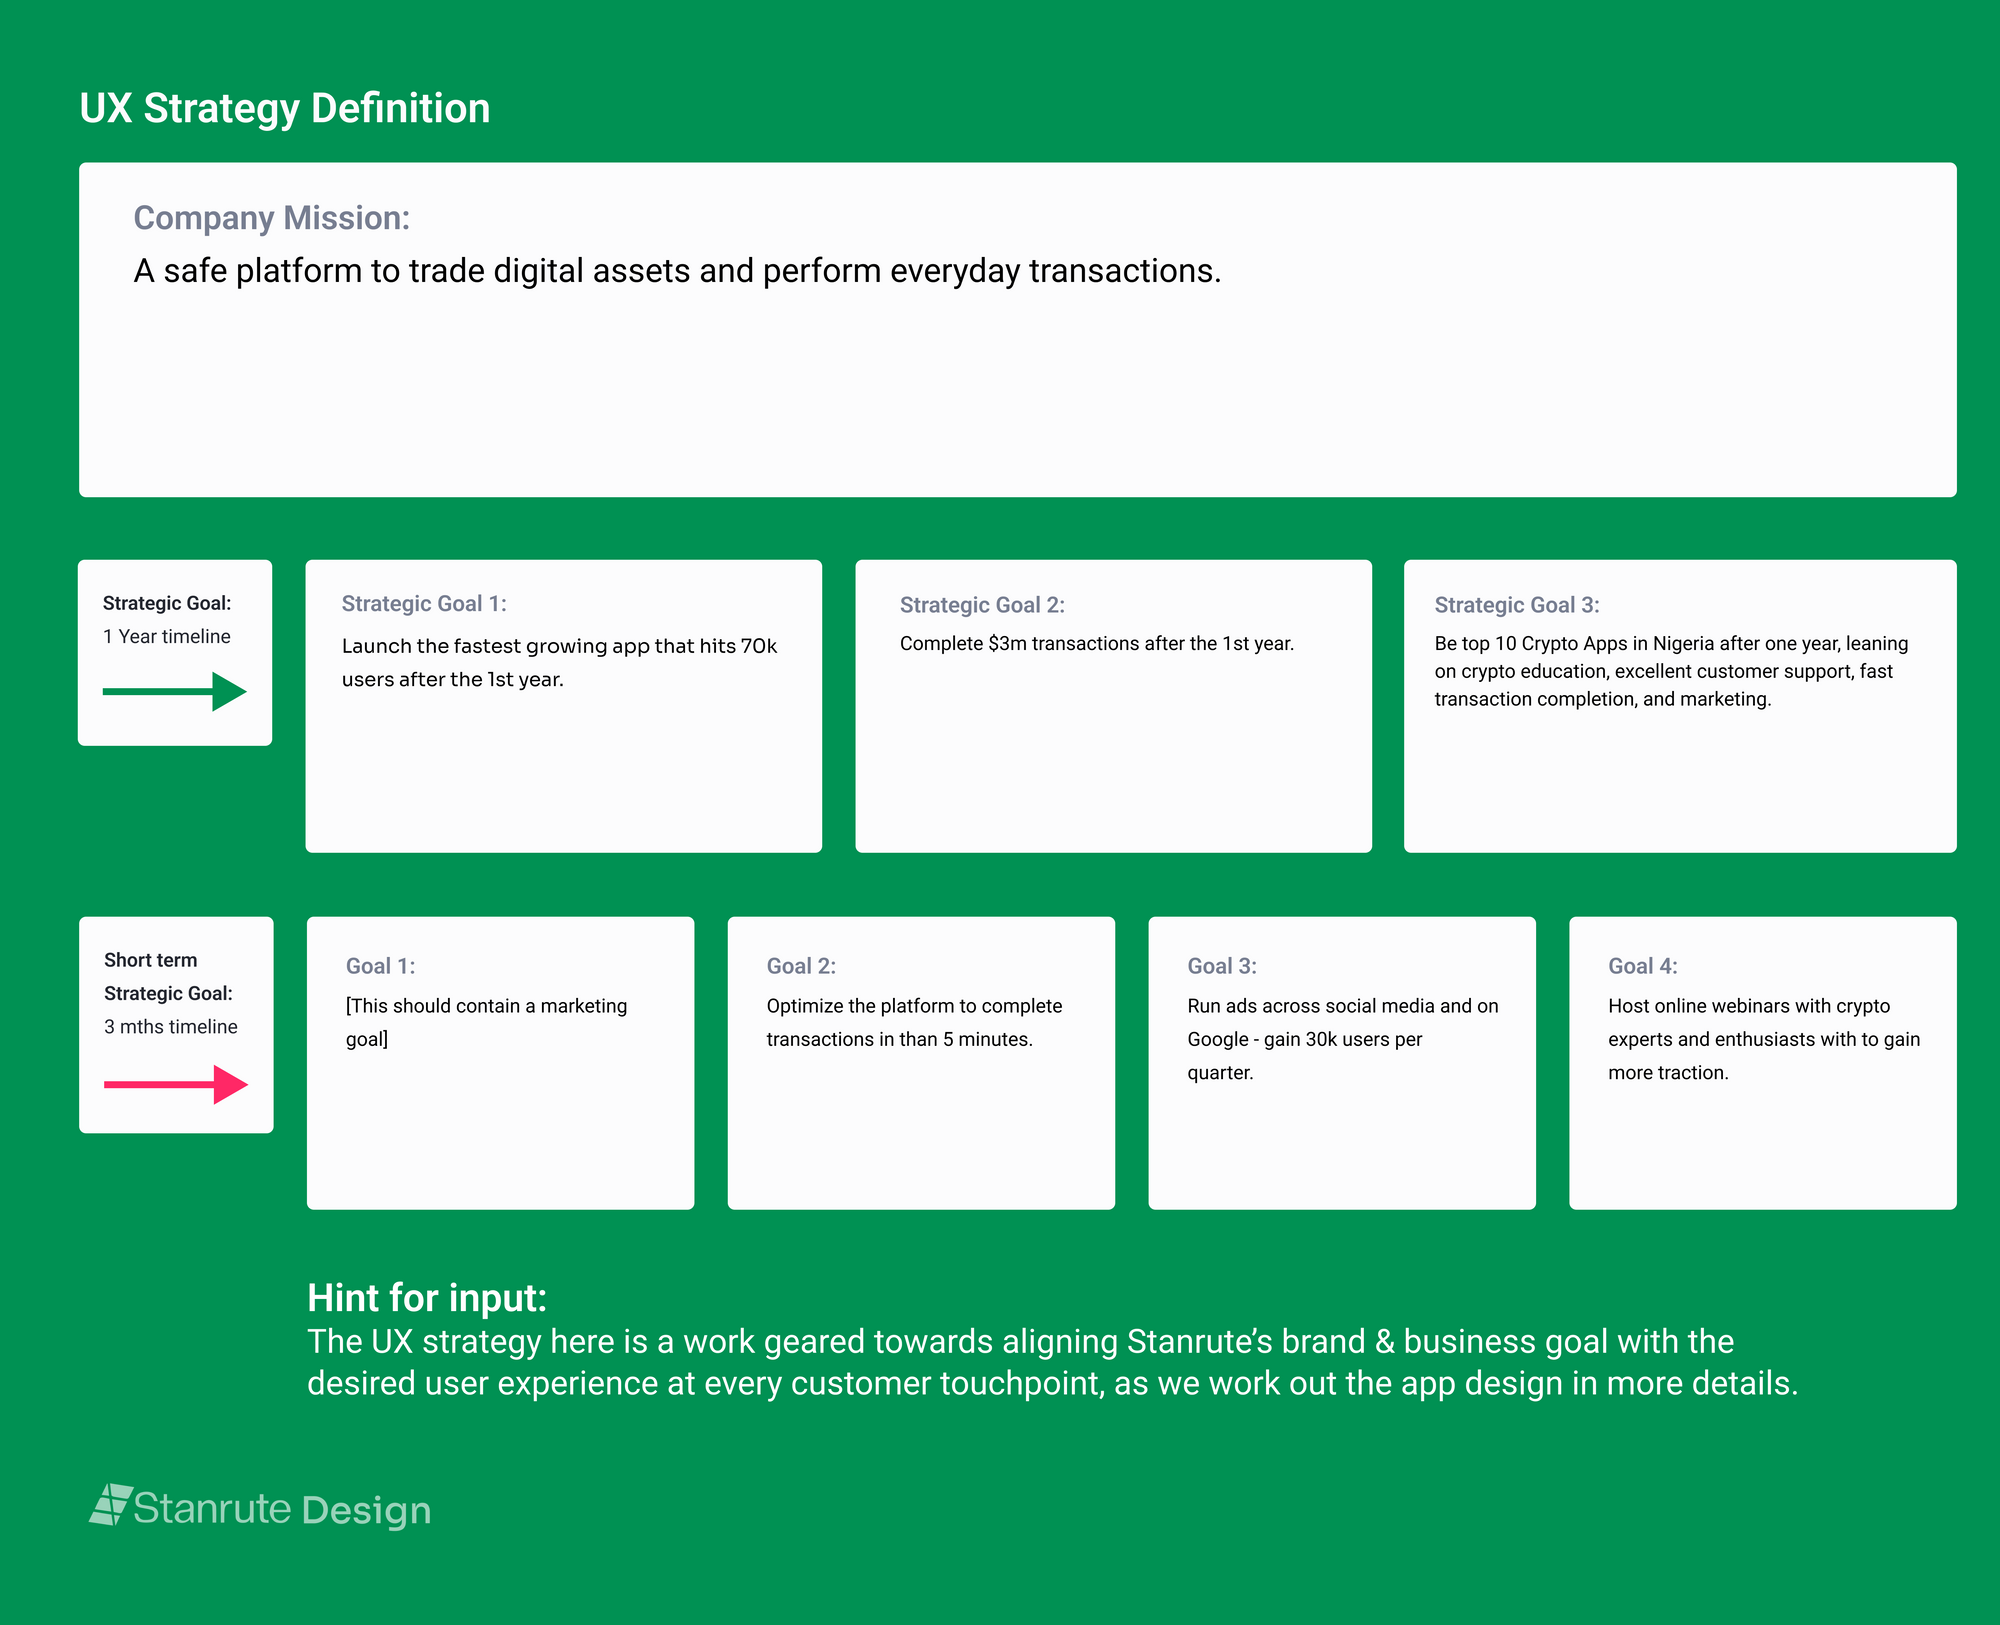 UX Strategy Definition
Company Mission:
A safe platform to trade digital assets and perform everyday transactions.
Strategic Goal:
1 Year timeline
Strategic Goal 1:
Launch the fastest growing app that hits 70k
users after the 1st year.
Strategic Goal 2:
Complete $3m transactions after the 1st year.
Strategic Goal 3:
Be top 10 Crypto Apps in Nigeria after one year, leaning
on crypto education, excellent customer support, fast
transaction completion, and marketing.
Short term
Strategic Goal:
3 mths timeline
Goal 1:
[This should contain a marketing
goal]
Goal 2:
Optimize the platform to complete
transactions in than 5 minutes.
Goal 3:
Run ads across social media and on
Google - gain 30k users per
quarter.
Goal 4:
Host online webinars with crypto
experts and enthusiasts with to gain
more traction.
Hint for input:
The UX strategy here is a work geared towards aligning Stanrute’s brand & business goal with the
desired user experience at every customer touchpoint, as we work out the app design in more details.
Stanrute Design